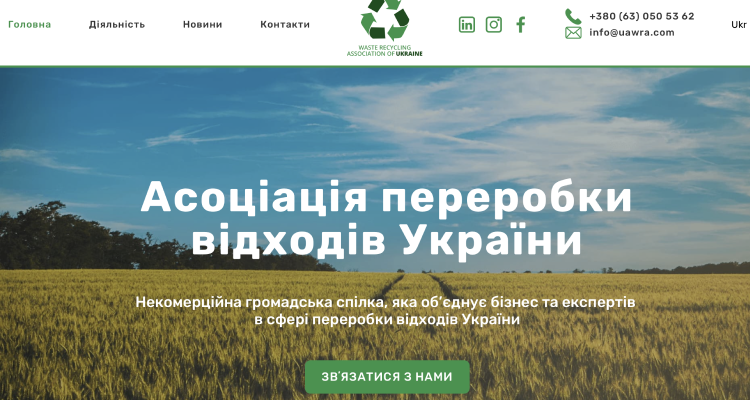 Головна
Діяльність
Новини
Контакти
WASTE RECYCLING
ASSOCIATION OF UKRAINE
in
f
+380 (63) 050 53 62
info@uawra.com
Ukr
Асоціація переробки
відходів України
Некомерційна громадська спілка, яка об’єднує бізнес та експертів
в сфері переробки відходів України
ЗВ'ЯЗАТИСЯ З НАМИ